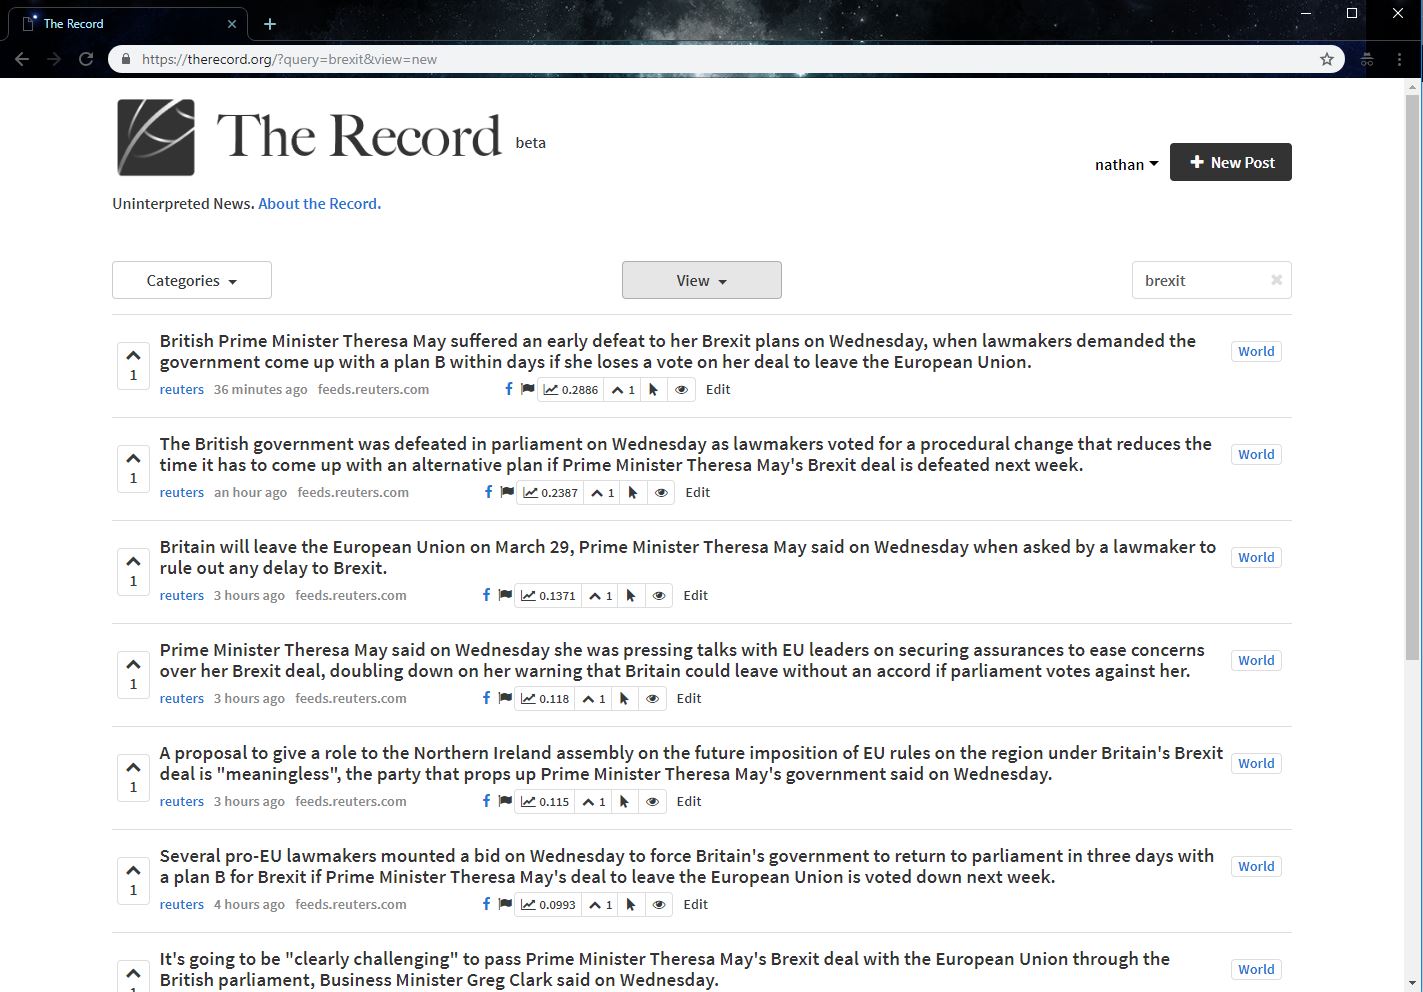 The Record
https://therecord.org/?query=brexit&view=new
The Record beta
nathan
New Post
Uninterpreted News. About the Record.
Categories
View
brexit
British Prime Minister Theresa May suffered an early defeat to her Brexit plans on Wednesday, when lawmakers demanded the
government come up with a plan B within days if she loses a vote on her deal to leave the European Union.
World
1
reuters 36 minutes ago feeds.reuters.com 0.2886 1 Edit
The British government was defeated in parliament on Wednesday as lawmakers voted for a procedural change that reduces the
time it has to come up with an alternative plan if Prime Minister Theresa May's Brexit deal is defeated next week.
World
1
reuters an hour ago feeds.reuters.com 0.2387 1 Edit
Britain will leave the European Union on March 29, Prime Minister Theresa May said on Wednesday when asked by a lawmaker to
rule out any delay to Brexit.
World
1
reuters 3 hours ago feeds.reuters.com 0.1371 1 Edit
Prime Minister Theresa May said on Wednesday she was pressing talks with EU leaders on securing assurances to ease concerns
over her Brexit deal, doubling down on her warning that Britain could leave without an accord if parliament votes against her.
World
1
reuters 3 hours ago feeds.reuters.com 0.118 1 Edit
A proposal to give a role to the Northern Ireland assembly on the future imposition of EU rules on the region under Britain's Brexit
deal is "meaningless", the party that props up Prime Minister Theresa May's government said on Wednesday.
World
1
reuters 3 hours ago feeds.reuters.com 0.115 1 Edit
Several pro-EU lawmakers mounted a bid on Wednesday to force Britain's government to return to parliament in three days with
a plan B for Brexit if Prime Minister Theresa May's deal to leave the European Union is voted down next week.
World
1
reuters 4 hours ago feeds.reuters.com 0.0993 1 Edit
It's going to be "clearly challenging" to pass Prime Minister Theresa May's Brexit deal with the European Union through the
British parliament, Business Minister Greg Clark said on Wednesday.
World
1